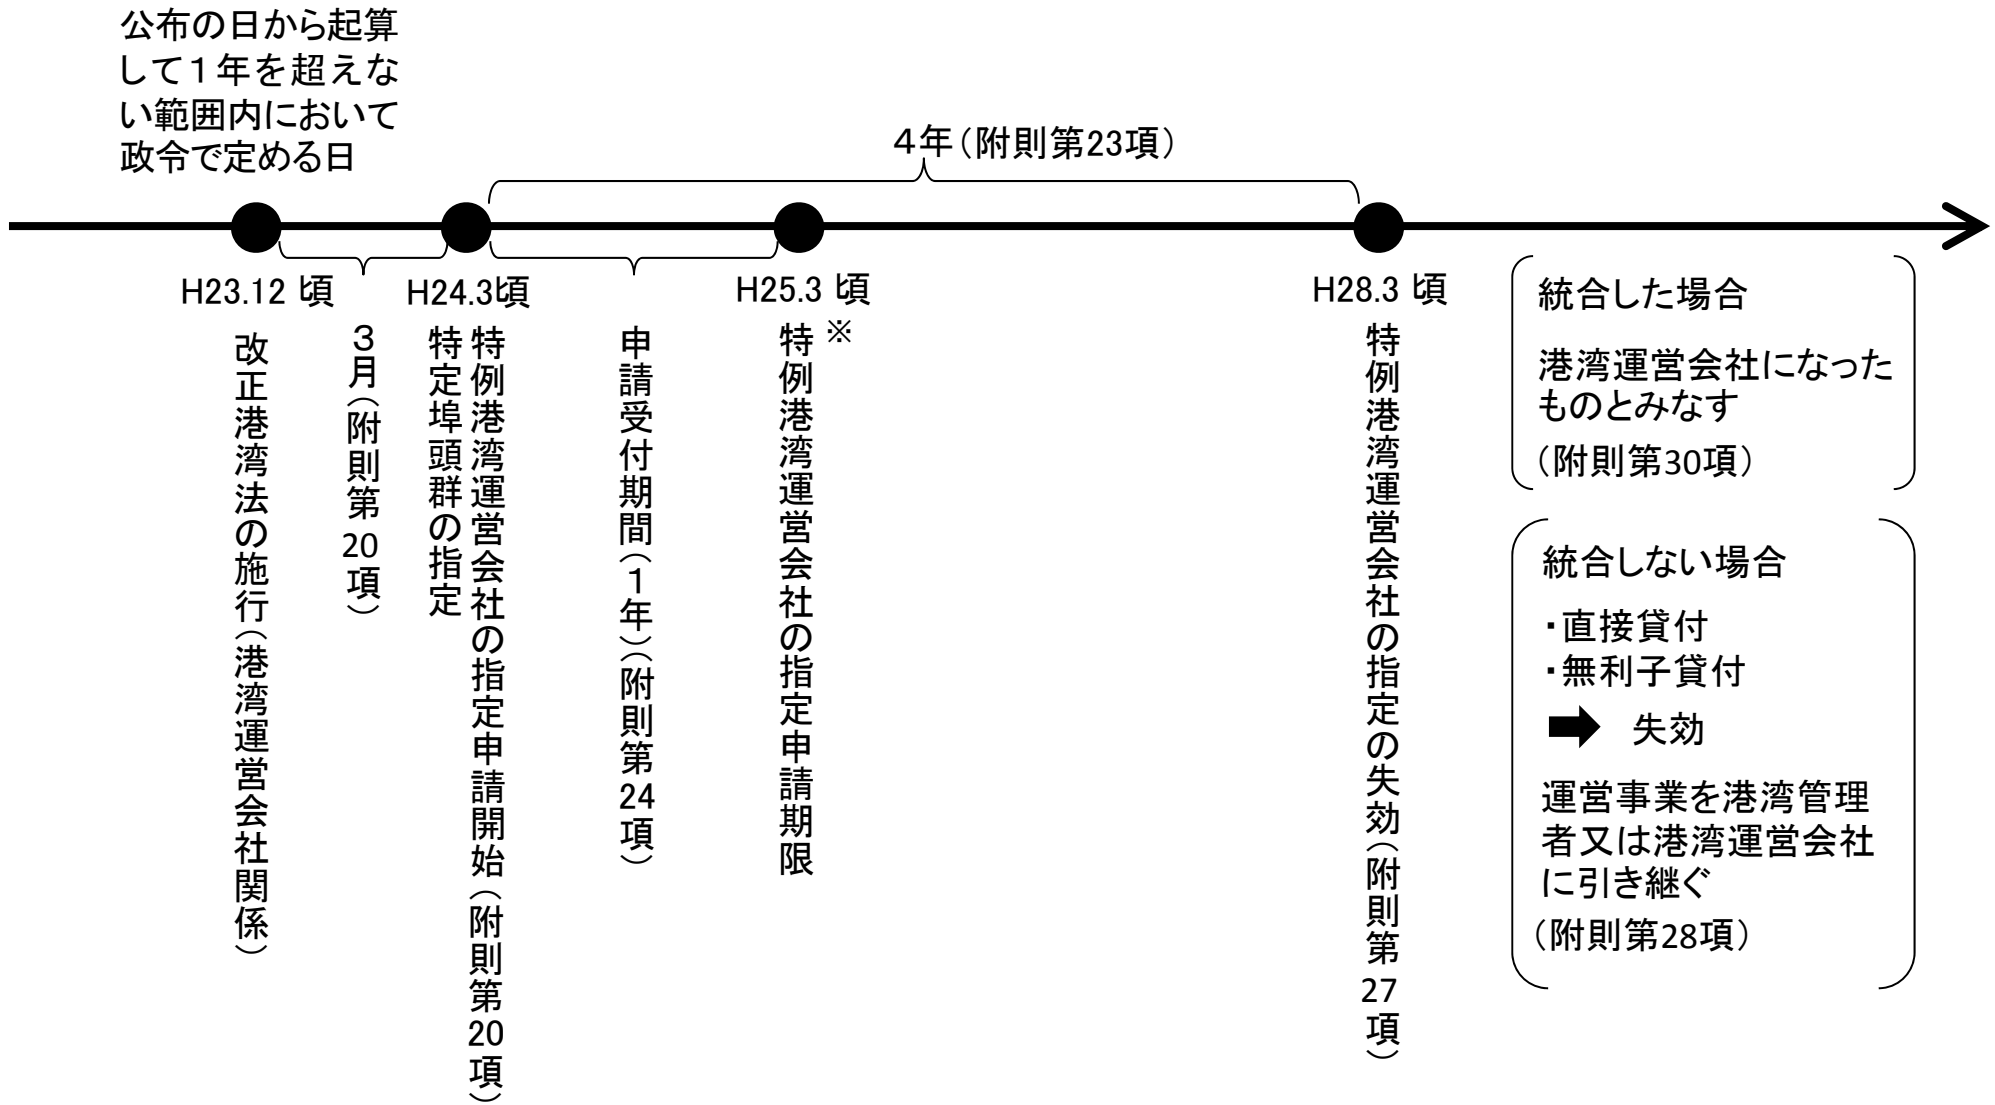 公布の日から起算
して１年を超えな
い範囲内において
政令で定める日
４年（附則第23項）
H23.12 頃
H24.3頃
H25.3 頃
H28.3 頃
改正港湾法の施行（港湾運営会社関係）
３月（附則第20項）
特例港湾運営会社の指定申請開始（附則第20項）
特定埠頭群の指定
申請受付期間（１年）（附則第24項）
特例港湾運営会社の指定申請期限
※
特例港湾運営会社の指定の失効（附則第27項）
統合した場合
港湾運営会社になった
ものとみなす
（附則第30項）
統合しない場合
・直接貸付
・無利子貸付
失効
運営事業を港湾管理
者又は港湾運営会社
に引き継ぐ
（附則第28項）